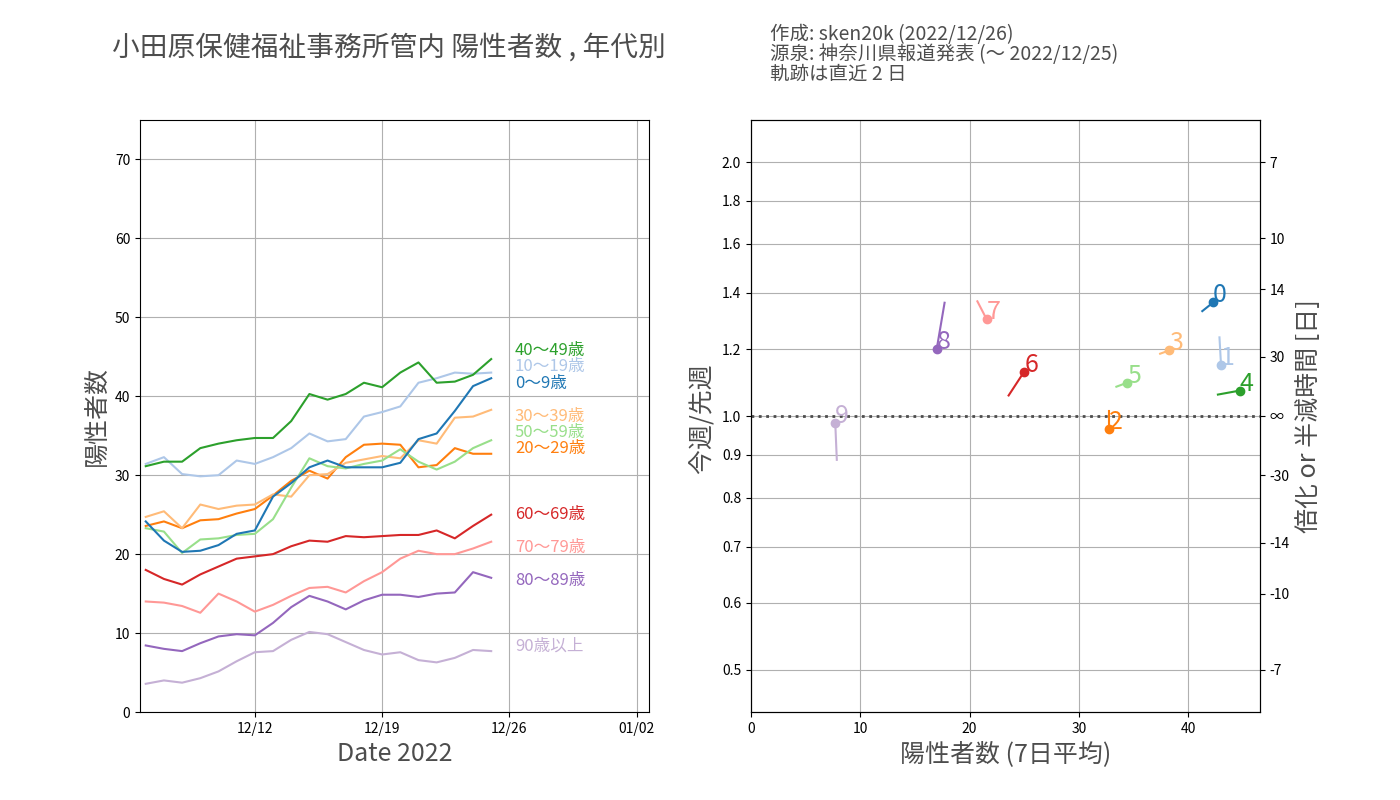 小田原保健福祉事務所管内 陽性者数 , 年代別
作成: sken20k (2022/12/26)
源泉: 神奈川県報道発表 (～ 2022/12/25)
軌跡は直近 2 日
陽性者数
70
60
50
40
30
20
10
0
40～49歳
10～19歳
0～9歳
30～39歳
50～59歳
20～29歳
60～69歳
70～79歳
80～89歳
90歳以上
12/12
12/19
12/26
01/02
Date 2022
今週/先週
2.0
1.8
1.6
1.4
1.2
1.0
0.9
0.8
0.7
0.6
0.5
0
7
3
8
1
6
5
4
9
2
7
10
14
30
∞
-30
-14
-10
-7
倍化 or 半減時間 [日]
0
10
20
30
40
陽性者数 (7日平均)